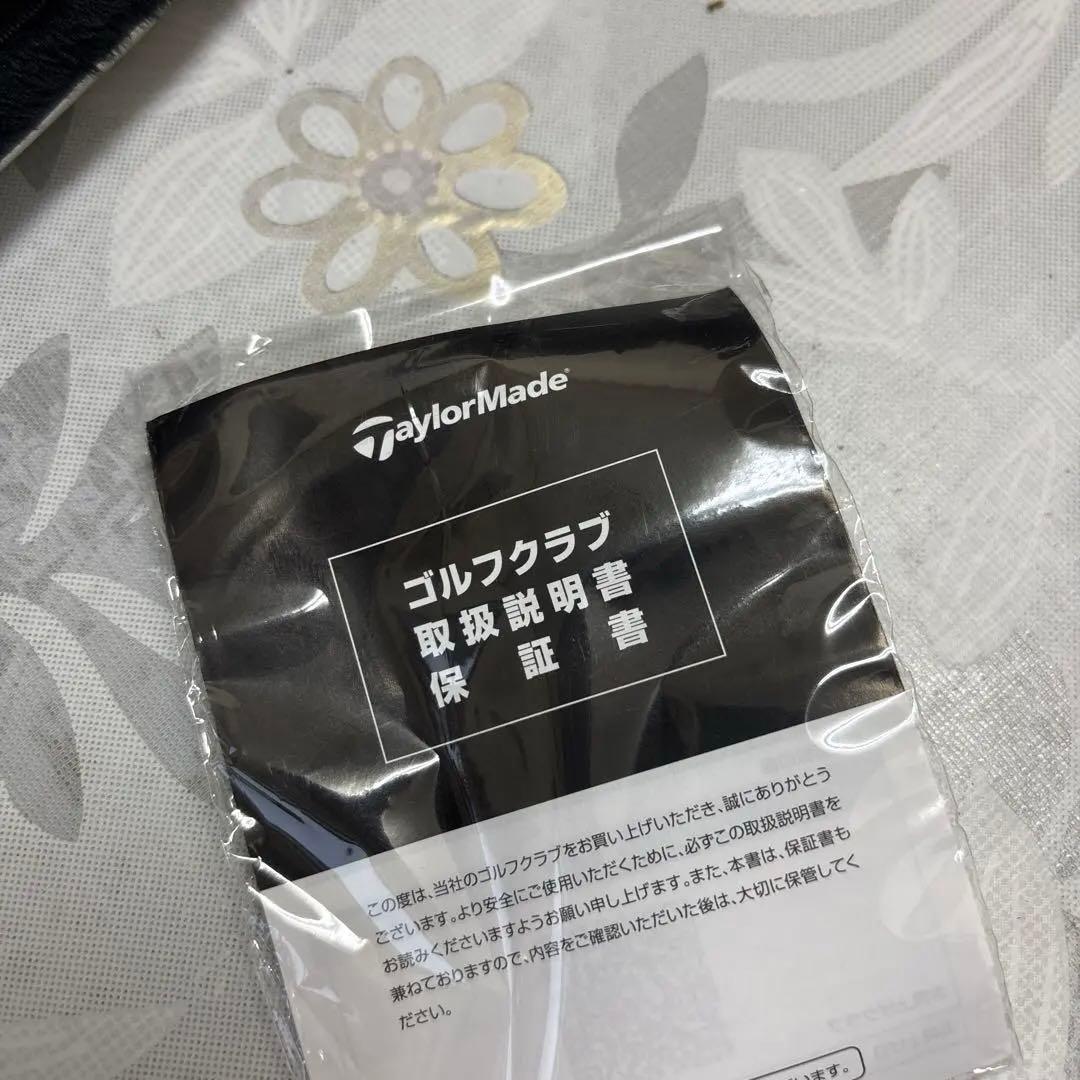 TaylorMade®
ゴルフクラブ
取扱説明書
保証書
この度は、当社のゴルフクラブをお買い上げいただき、誠にありがとう
ございます。より安全にご使用いただくために、必ずこの取扱説明書を
お読みくださいますようお願い申し上げます。また、本書は、保証書も
兼ねておりますので、内容をご確認いただいた後は、大切に保管してく
ださい。
います。